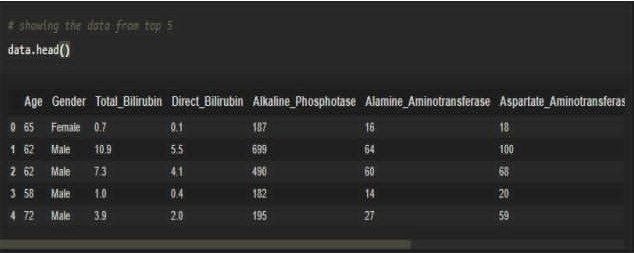 # showing the data from top 5
data.head()
Age Gender Total_Bilirubin Direct_Bilirubin Alkaline_Phosphotase Alamine_Aminotransferase Aspartate_Aminotransferas
0 65 Female 0.7 0.1 187 16 18
1 62 Male 10.9 5.5 699 64 100
2 62 Male 7.3 4.1 490 60 68
3 58 Male 1.0 0.4 182 14 20
4 72 Male 3.9 2.0 195 27 59